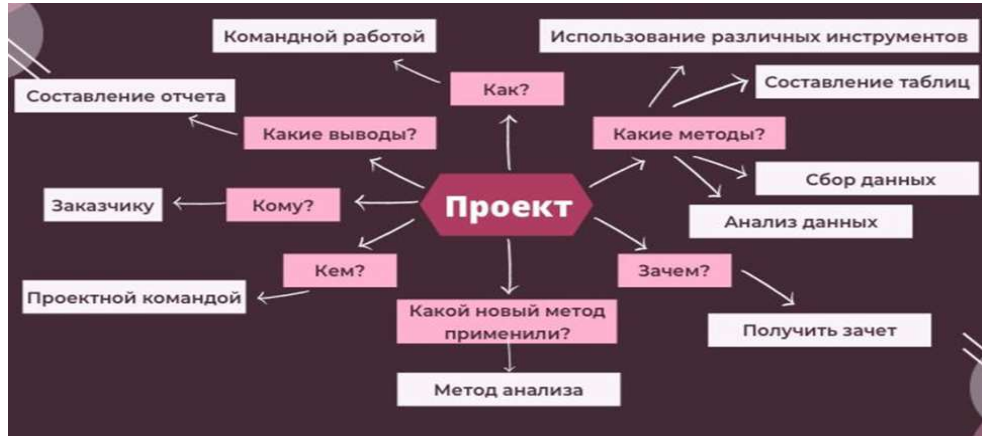 Командной работой
Использование различных инструментов
Как?
Составление таблиц
Составление отчета
Какие выводы?
Какие методы?
Сбор данных
Заказчику
Кому?
Проект
Анализ данных
Кем?
Зачем?
Проектной командой
Какой новый метод
применили?
Получить зачет
Метод анализа